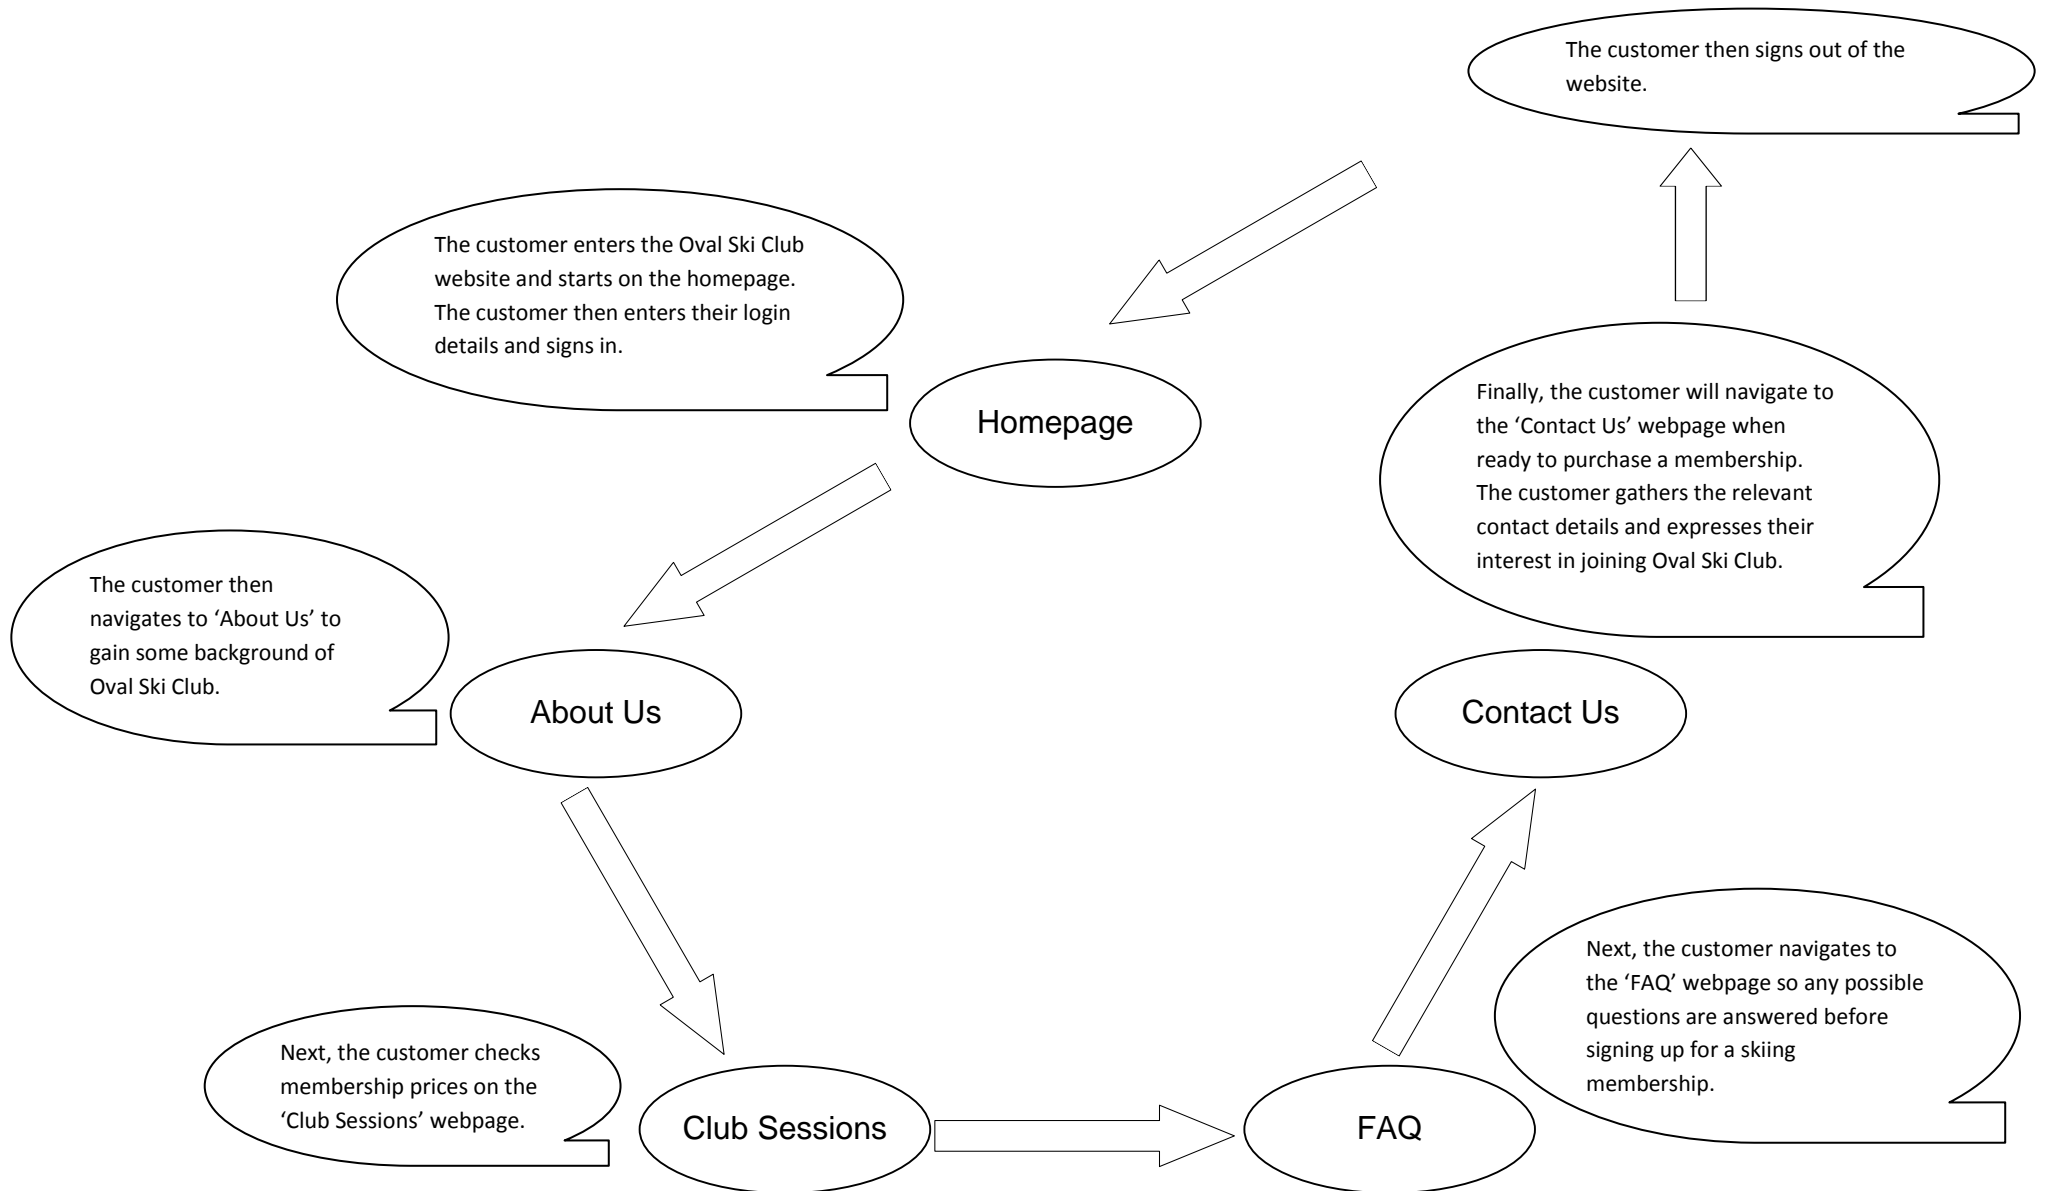 The customer then signs out of the
website.
The customer enters the Oval Ski Club
website and starts on the homepage.
The customer then enters their login
details and signs in.
Homepage
Finally, the customer will navigate to
the ‘Contact Us’ webpage when
ready to purchase a membership.
The customer gathers the relevant
contact details and expresses their
interest in joining Oval Ski Club.
The customer then
navigates to ‘About Us’ to
gain some background of
Oval Ski Club.
About Us
Contact Us
Next, the customer navigates to
the ‘FAQ’ webpage so any possible
questions are answered before
signing up for a skiing
membership.
Next, the customer checks
membership prices on the
‘Club Sessions’ webpage.
Club Sessions
FAQ